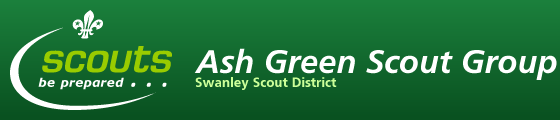 scouts
be prepared . . .
Ash Green Scout Group
Swanley Scout District